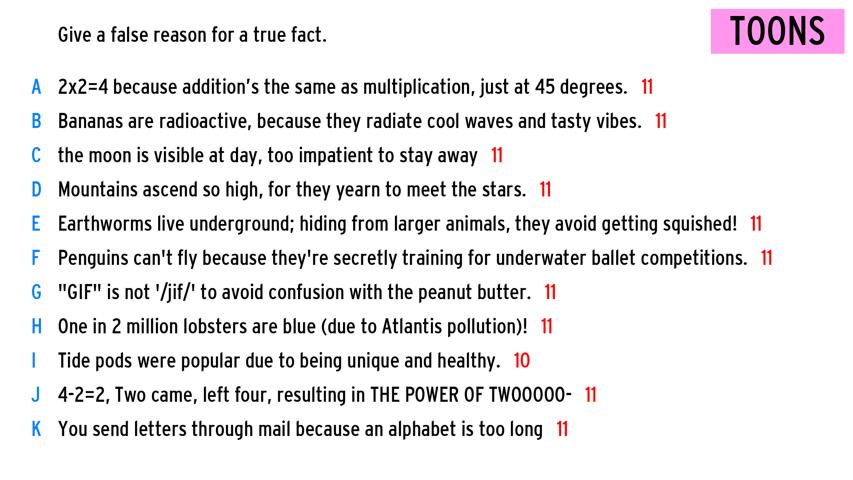 Give a false reason for a true fact.
TOONS
A 2x2=4 because addition's the same as multiplication, just at 45 degrees. 11
B Bananas are radioactive, because they radiate cool waves and tasty vibes. 11
C the moon is visible at day, too impatient to stay away 11
D Mountains ascend so high, for they yearn to meet the stars. 11
E Earthworms live underground; hiding from larger animals, they avoid getting squished! 11
F Penguins can't fly because they're secretly training for underwater ballet competitions. 11
G "GIF" is not '/jif/' to avoid confusion with the peanut butter. 11
H One in 2 million lobsters are blue (due to Atlantis pollution)! 11
I Tide pods were popular due to being unique and healthy. 10
J 4-2=2, Two came, left four, resulting in THE POWER OF TWOOOOO- 11
K You send letters through mail because an alphabet is too long 11